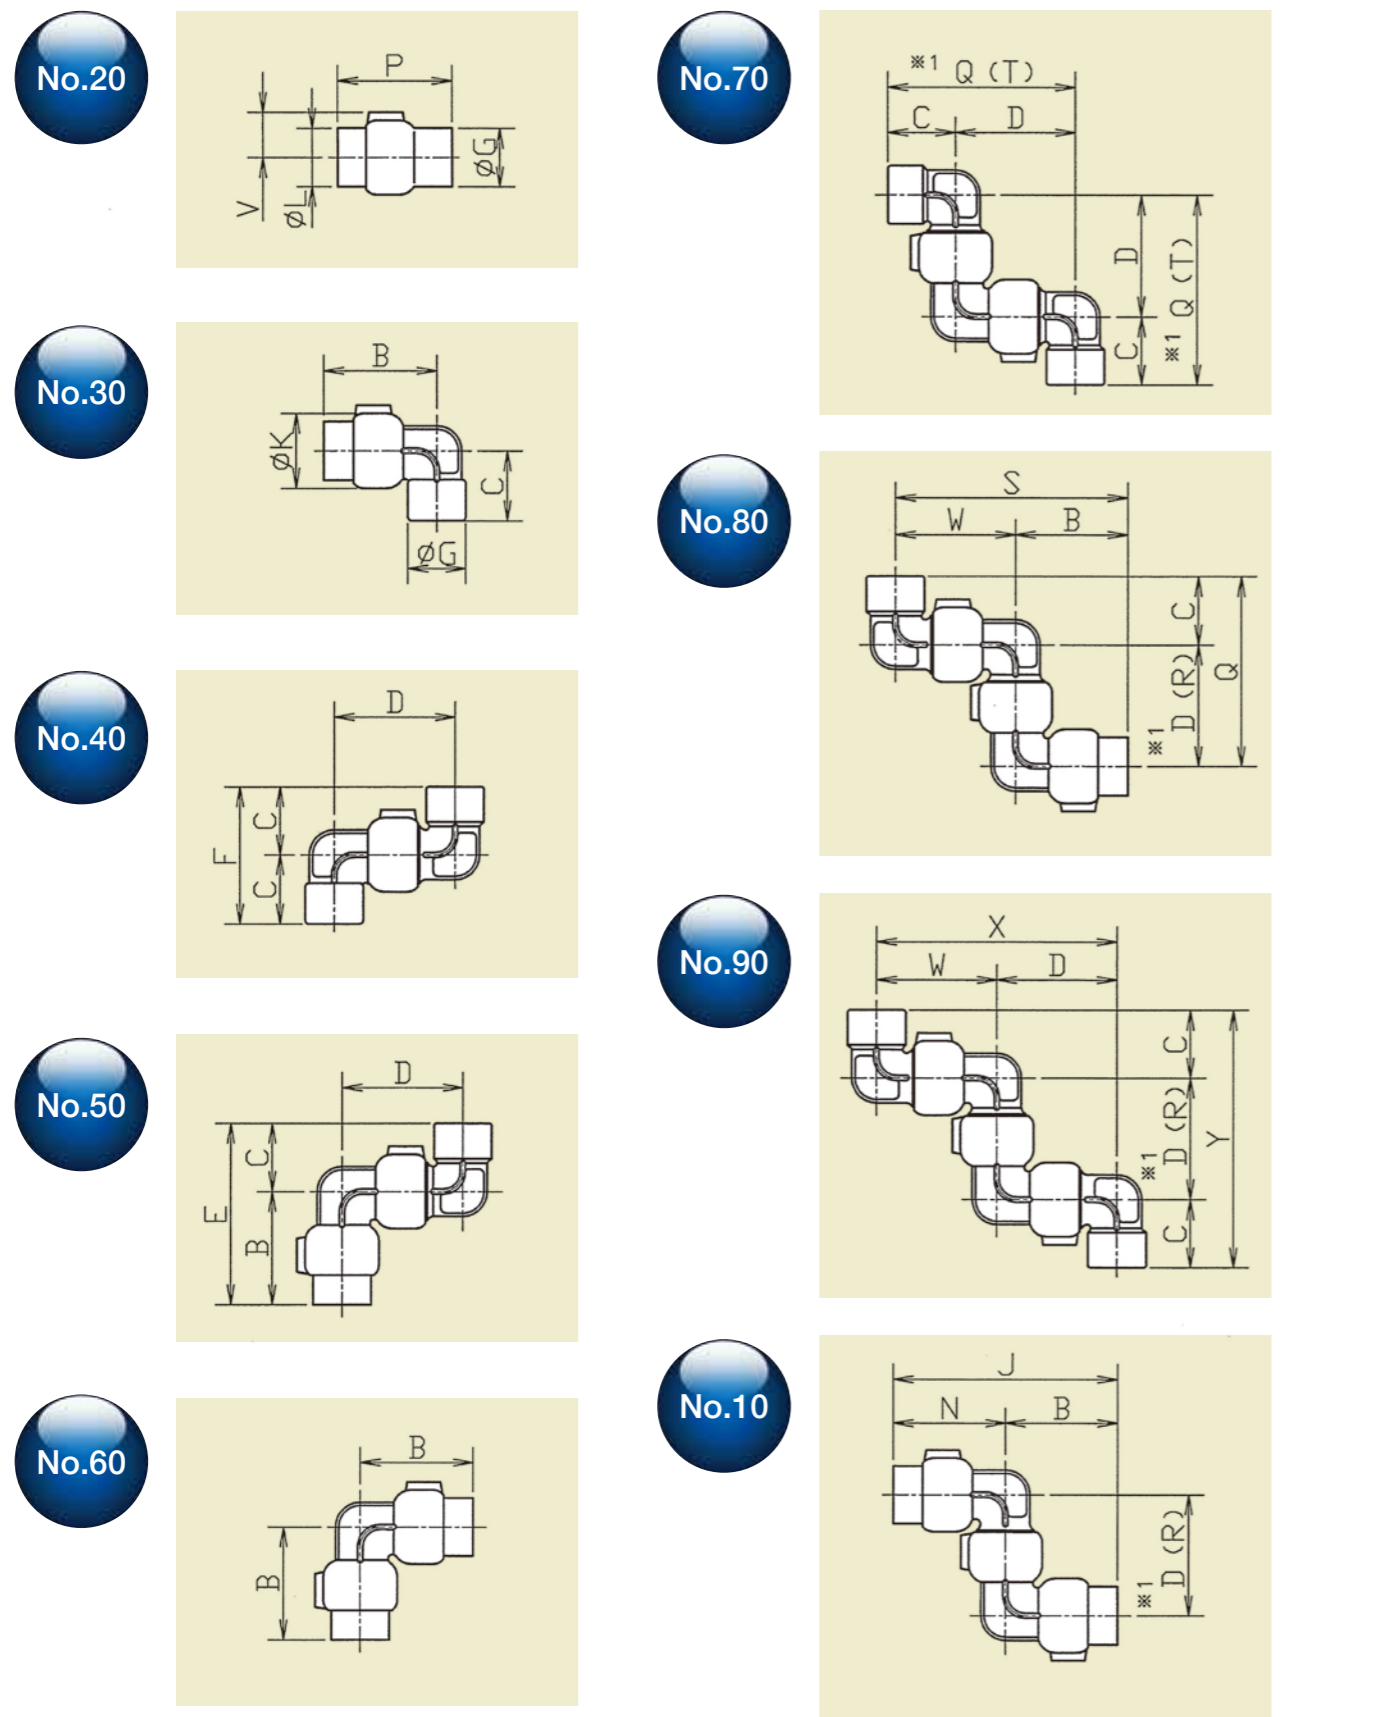 No.20
P
V
ØL
ØG
No.30
B
ØK
C
ØG
No.40
D
F
C
C
No.50
D
E
C
B
No.60
B
B
No.70
※1 Q (T)
C D
D
C
※1 Q (T)
No.80
S
W B
C
※1 D (R)
Q
No.90
X
W D
C
※1 D (R)
C
Y
No.10
J
N B
※1 D (R)